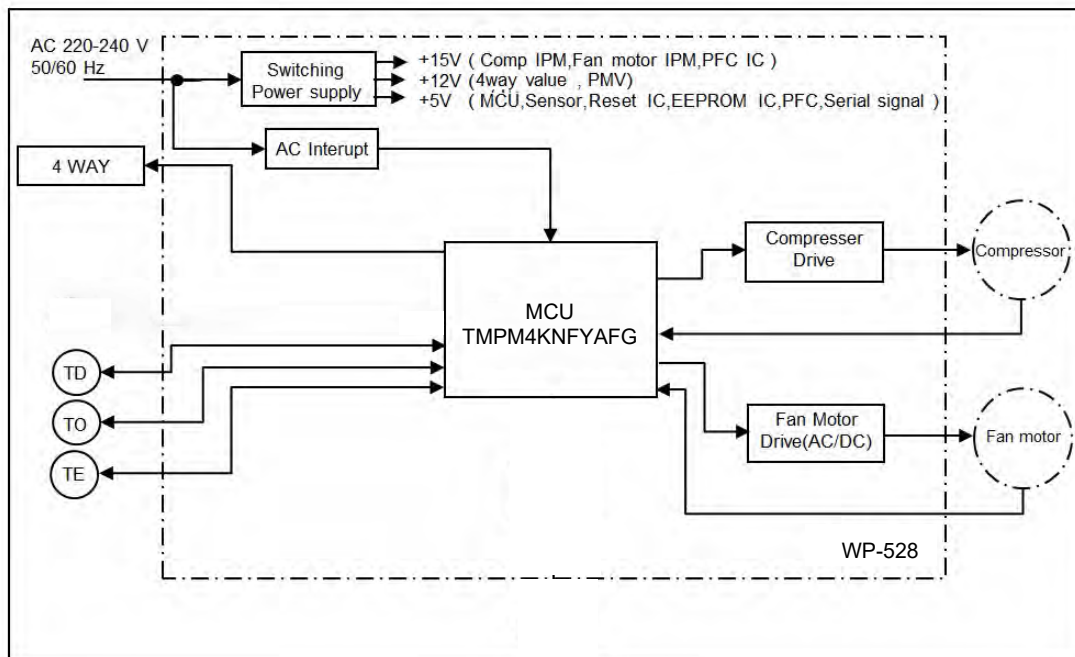 AC 220-240 V
50/60 Hz
Switching
Power supply
+15V ( Comp IPM,Fan motor IPM,PFC IC )
+12V (4way value , PMV)
+5V ( MCU,Sensor,Reset IC,EEPROM IC,PFC,Serial signal )
AC Interupt
4 WAY
Compresser
Drive
Compressor
MCU
TMPM4KNFYAFG
TD
TO
TE
Fan Motor
Drive(AC/DC)
Fan motor
WP-528